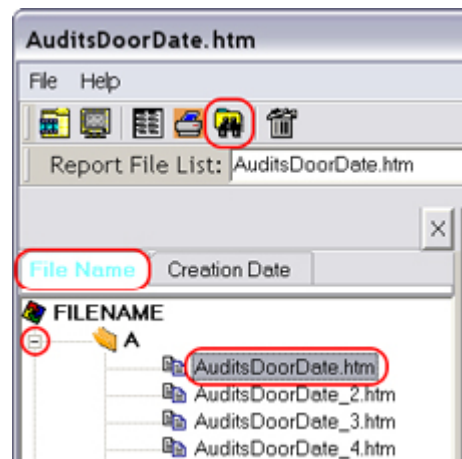 AuditsDoorDate.htm
File Help
Report File List: AuditsDoorDate.htm
File Name Creation Date
FILENAME
A
AuditsDoorDate.htm
AuditsDoorDate_2.htm
AuditsDoorDate_3.htm
AuditsDoorDate_4.htm